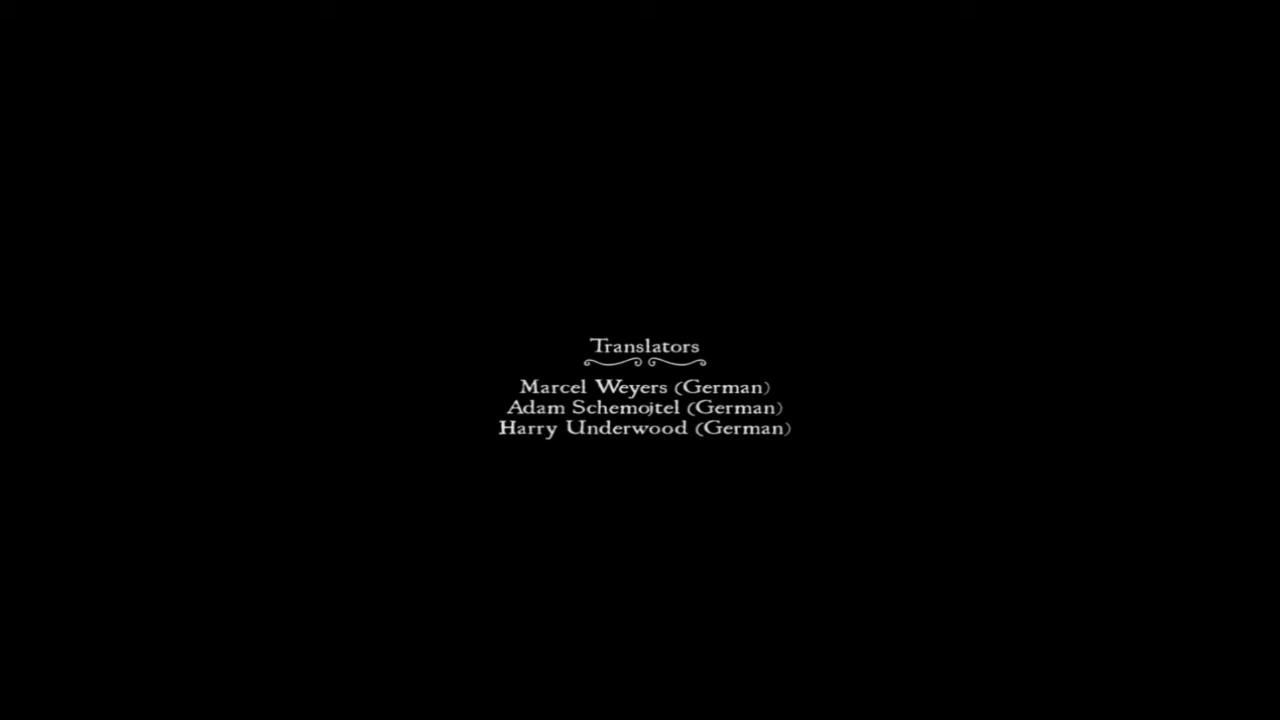 Translators
Marcel Weyers (German)
Adam Schemojtel (German)
Harry Underwood (German)